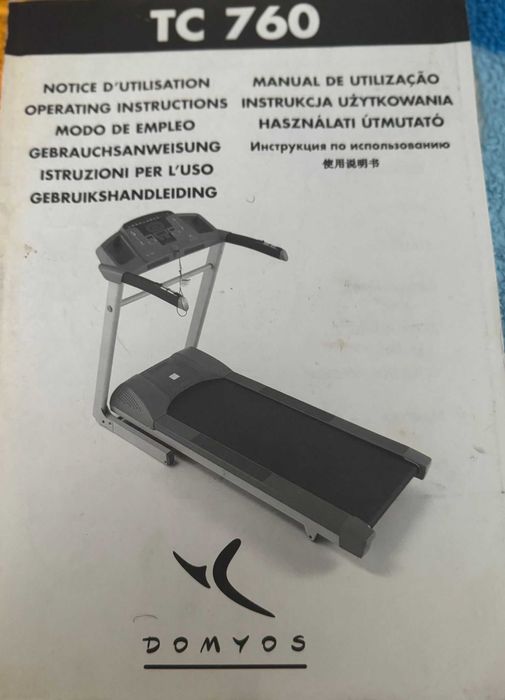 TC 760
NOTICE D'UTILISATION
OPERATING INSTRUCTIONS
MODO DE EMPLEO
GEBRAUCHSANWEISUNG
ISTRUZIONI PER L'USO
GEBRUIKSHANDLEIDING
MANUAL DE UTILIZAÇÃO
INSTRUKCJA UŻYTKOWANIA
HASZNÁLATI ÚTMUTATÓ
Инструкция по использованию
使用说明书
DOMYOS